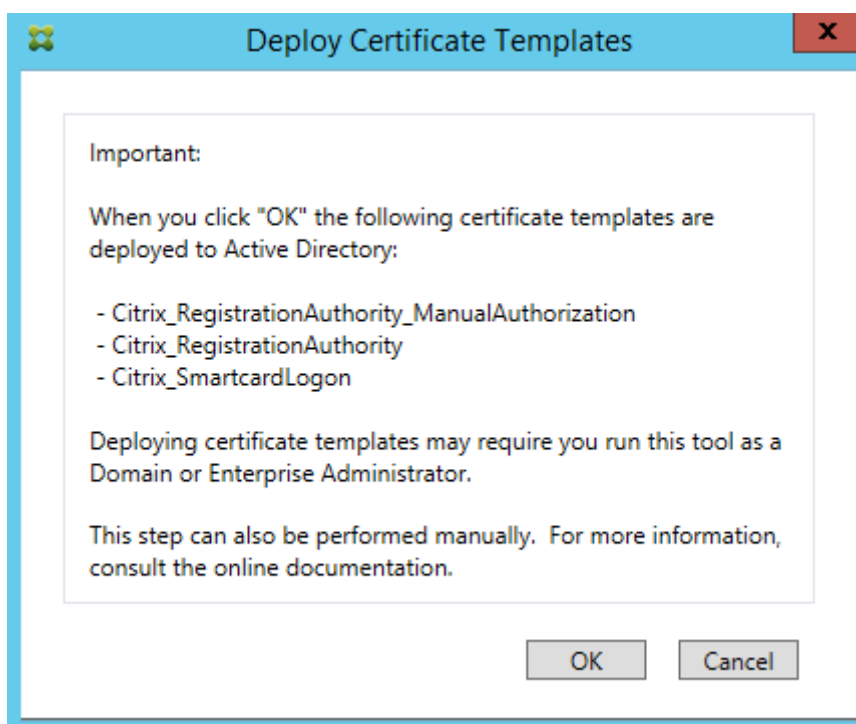 Deploy Certificate Templates
x
Important:
When you click "OK" the following certificate templates are
deployed to Active Directory:
- Citrix_RegistrationAuthority_ManualAuthorization
- Citrix_RegistrationAuthority
- Citrix_SmartcardLogon
Deploying certificate templates may require you run this tool as a
Domain or Enterprise Administrator.
This step can also be performed manually.  For more information,
consult the online documentation.
OK
Cancel